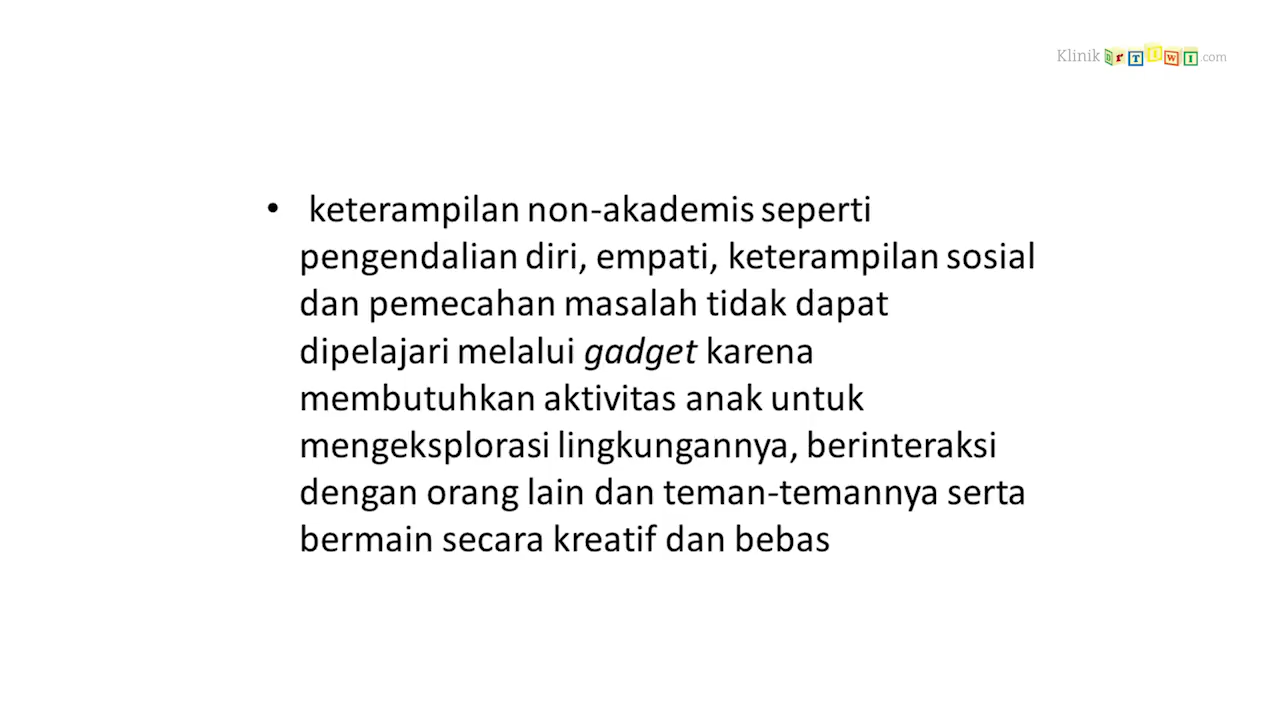 Klinik DrTIWI.com
• keterampilan non-akademis seperti
pengendalian diri, empati, keterampilan sosial
dan pemecahan masalah tidak dapat
dipelajari melalui gadget karena
membutuhkan aktivitas anak untuk
mengeksplorasi lingkungannya, berinteraksi
dengan orang lain dan teman-temannya serta
bermain secara kreatif dan bebas